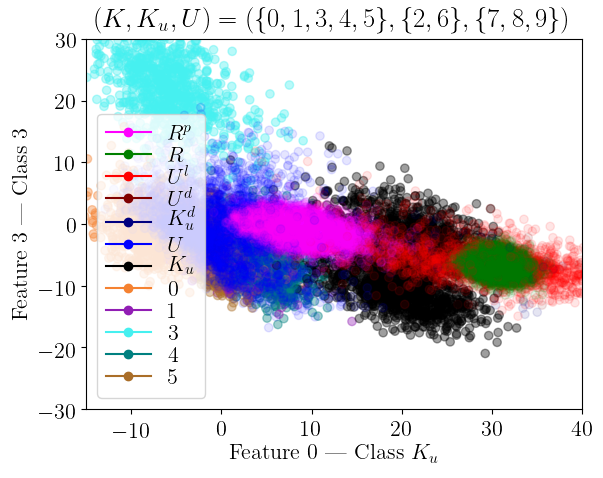 (K, K_u, U) = ({0, 1, 3, 4, 5}, {2, 6}, {7, 8, 9})
Feature 3 — Class 3
30
20
10
0
−10
−20
−30
R^p
R
U^l
U^d
K_u^d
U
K_u
0
1
3
4
5
−10 0 10 20 30 40
Feature 0 — Class K_u